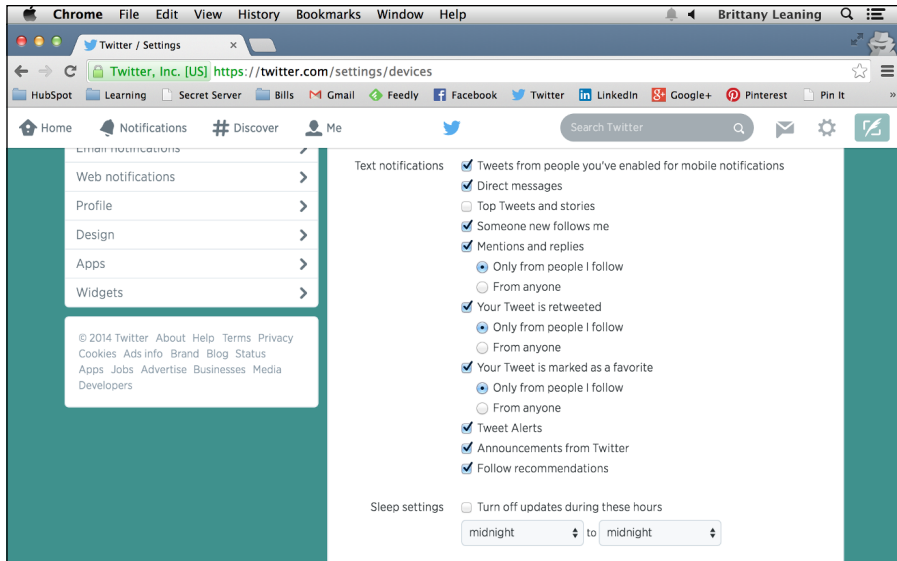 Chrome File Edit View History Bookmarks Window Help Brittany Leaning
Twitter / Settings ×
Twitter, Inc. [US] https://twitter.com/settings/devices
HubSpot Learning Secret Server Bills Gmail Feedly Facebook Twitter LinkedIn Google+ Pinterest Pin It »
Home Notifications Discover Me Search Twitter
Email notifications
Web notifications
Profile
Design
Apps
Widgets
© 2014 Twitter About Help Terms Privacy
Cookies Ads info Brand Blog Status
Apps Jobs Advertise Businesses Media
Developers
Text notifications Tweets from people you've enabled for mobile notifications
Direct messages
Top Tweets and stories
Someone new follows me
Mentions and replies
Only from people I follow
From anyone
Your Tweet is retweeted
Only from people I follow
From anyone
Your Tweet is marked as a favorite
Only from people I follow
From anyone
Tweet Alerts
Announcements from Twitter
Follow recommendations
Sleep settings Turn off updates during these hours
midnight to midnight